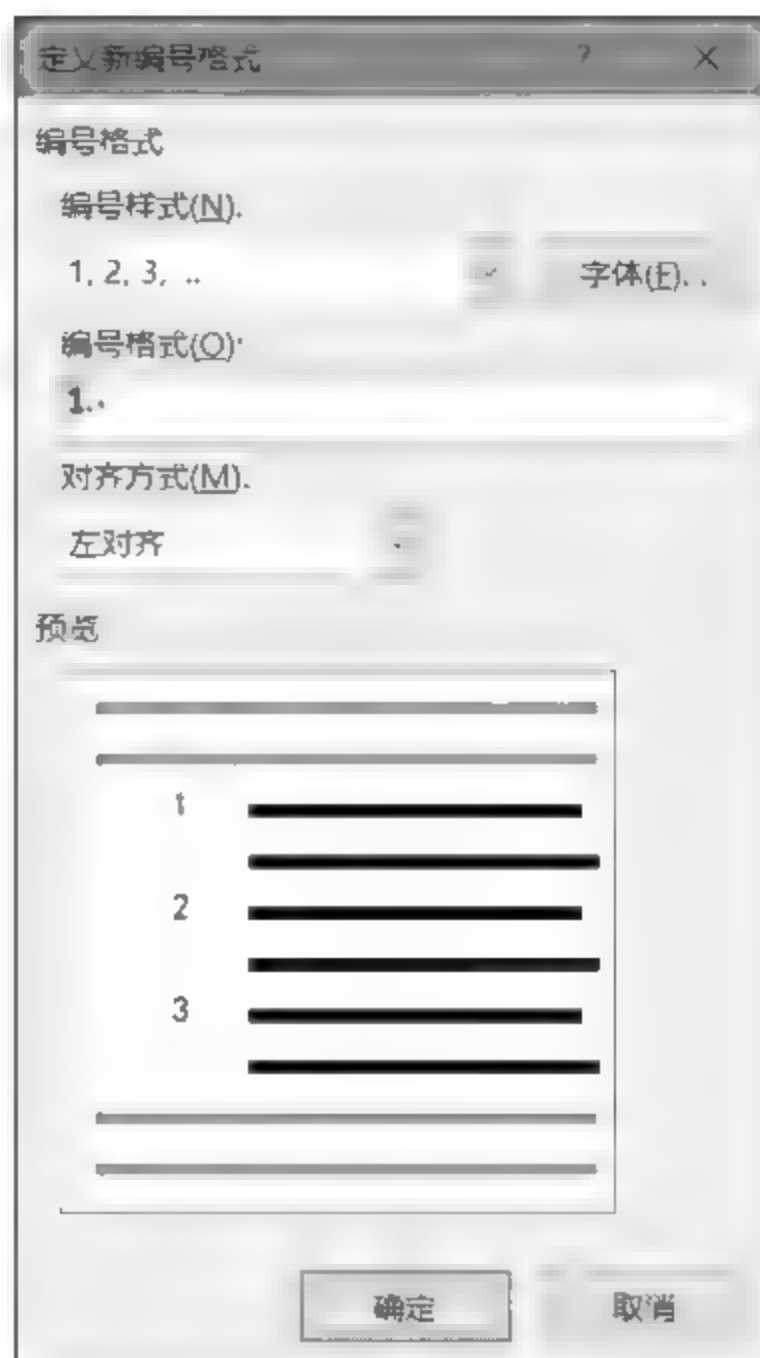 定义新编号格式 ? ×
编号格式
编号样式(N).
1, 2, 3, ..
字体(F)..
编号格式(O):
1..
对齐方式(M).
左对齐
预览
1
2
3
确定 取消